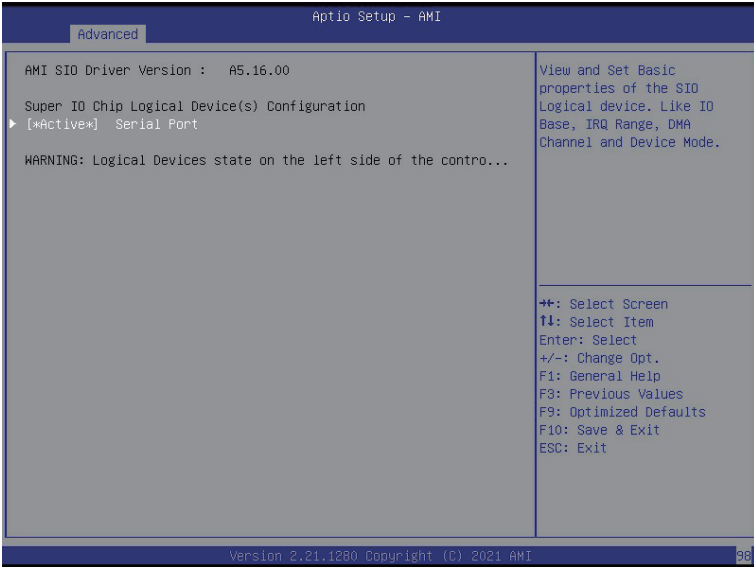 Aptio Setup – AMI
Advanced
AMI SIO Driver Version : A5.16.00
Super IO Chip Logical Device(s) Configuration
[*Active*] Serial Port
WARNING: Logical Devices state on the left side of the contro...
View and Set Basic
properties of the SIO
Logical device. Like IO
Base, IRQ Range, DMA
Channel and Device Mode.
→←: Select Screen
↑↓: Select Item
Enter: Select
+/-: Change Opt.
F1: General Help
F3: Previous Values
F9: Optimized Defaults
F10: Save & Exit
ESC: Exit
Version 2.21.1280 Copyright (C) 2021 AMI
98